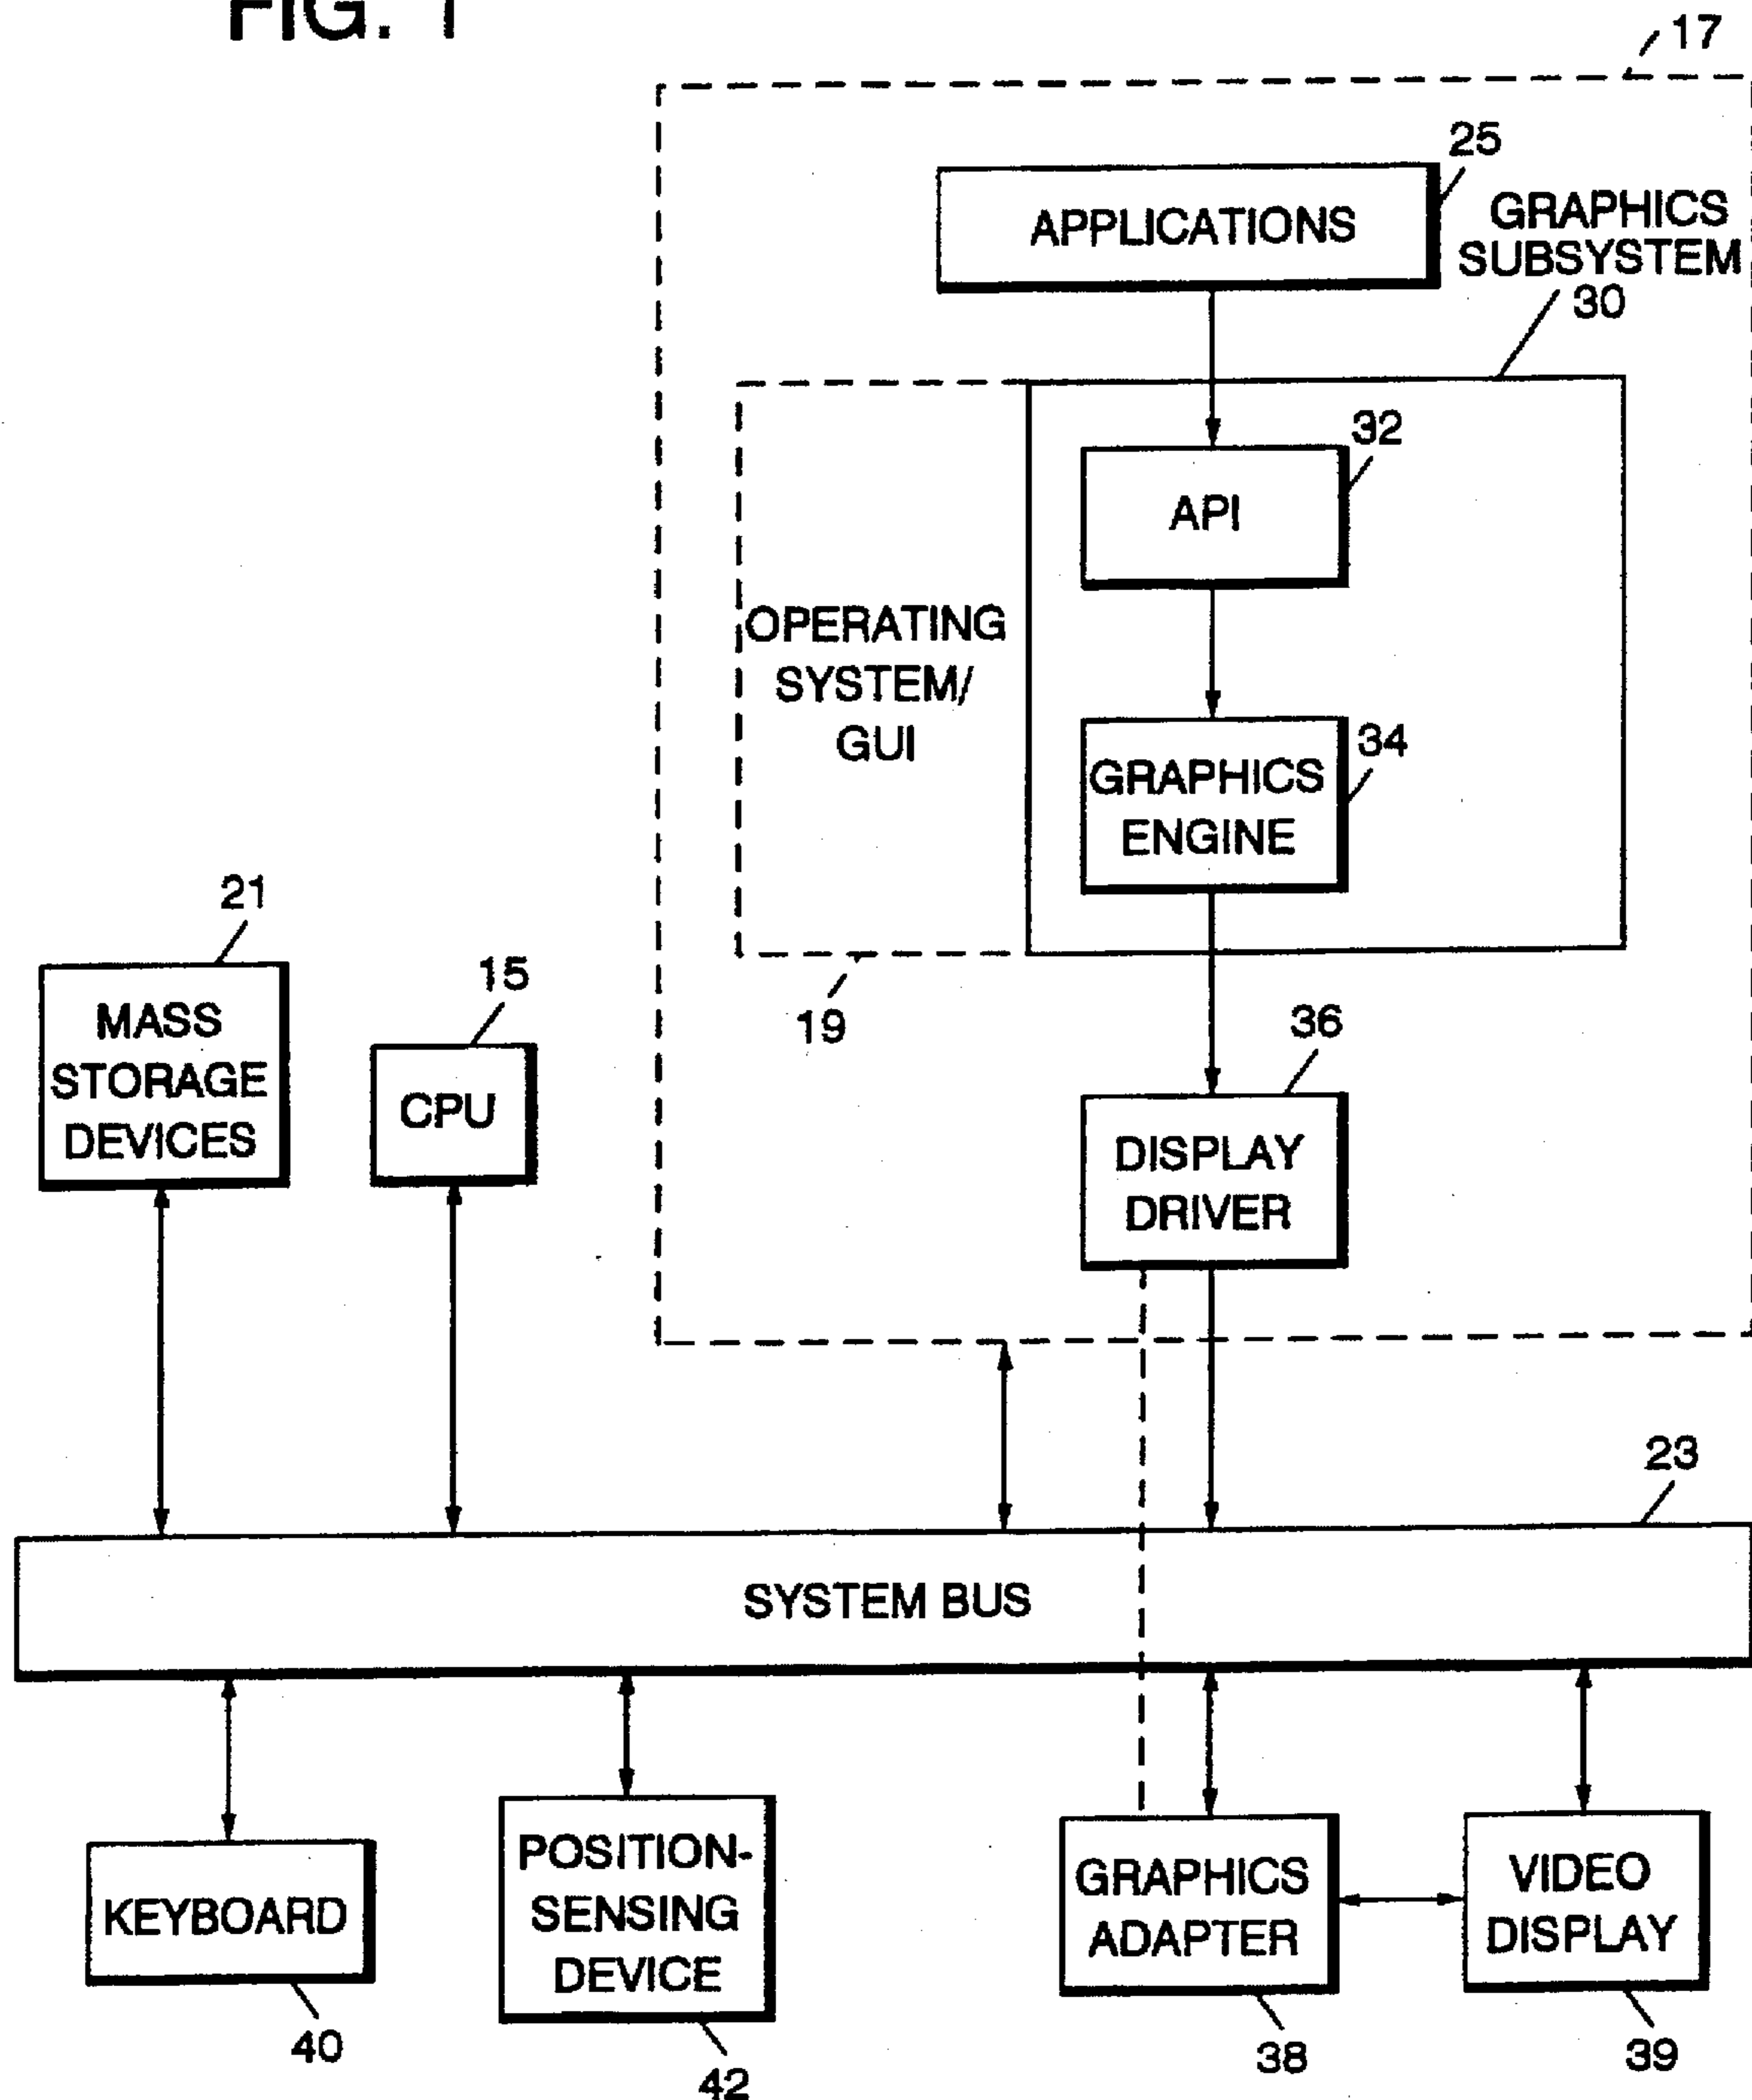 FIG. 1
17
25
APPLICATIONS
GRAPHICS
SUBSYSTEM
30
32
API
OPERATING
SYSTEM/
GUI
34
GRAPHICS
ENGINE
21
MASS
STORAGE
DEVICES
15
CPU
19
36
DISPLAY
DRIVER
23
SYSTEM BUS
KEYBOARD
40
POSITION-
SENSING
DEVICE
42
GRAPHICS
ADAPTER
38
VIDEO
DISPLAY
39